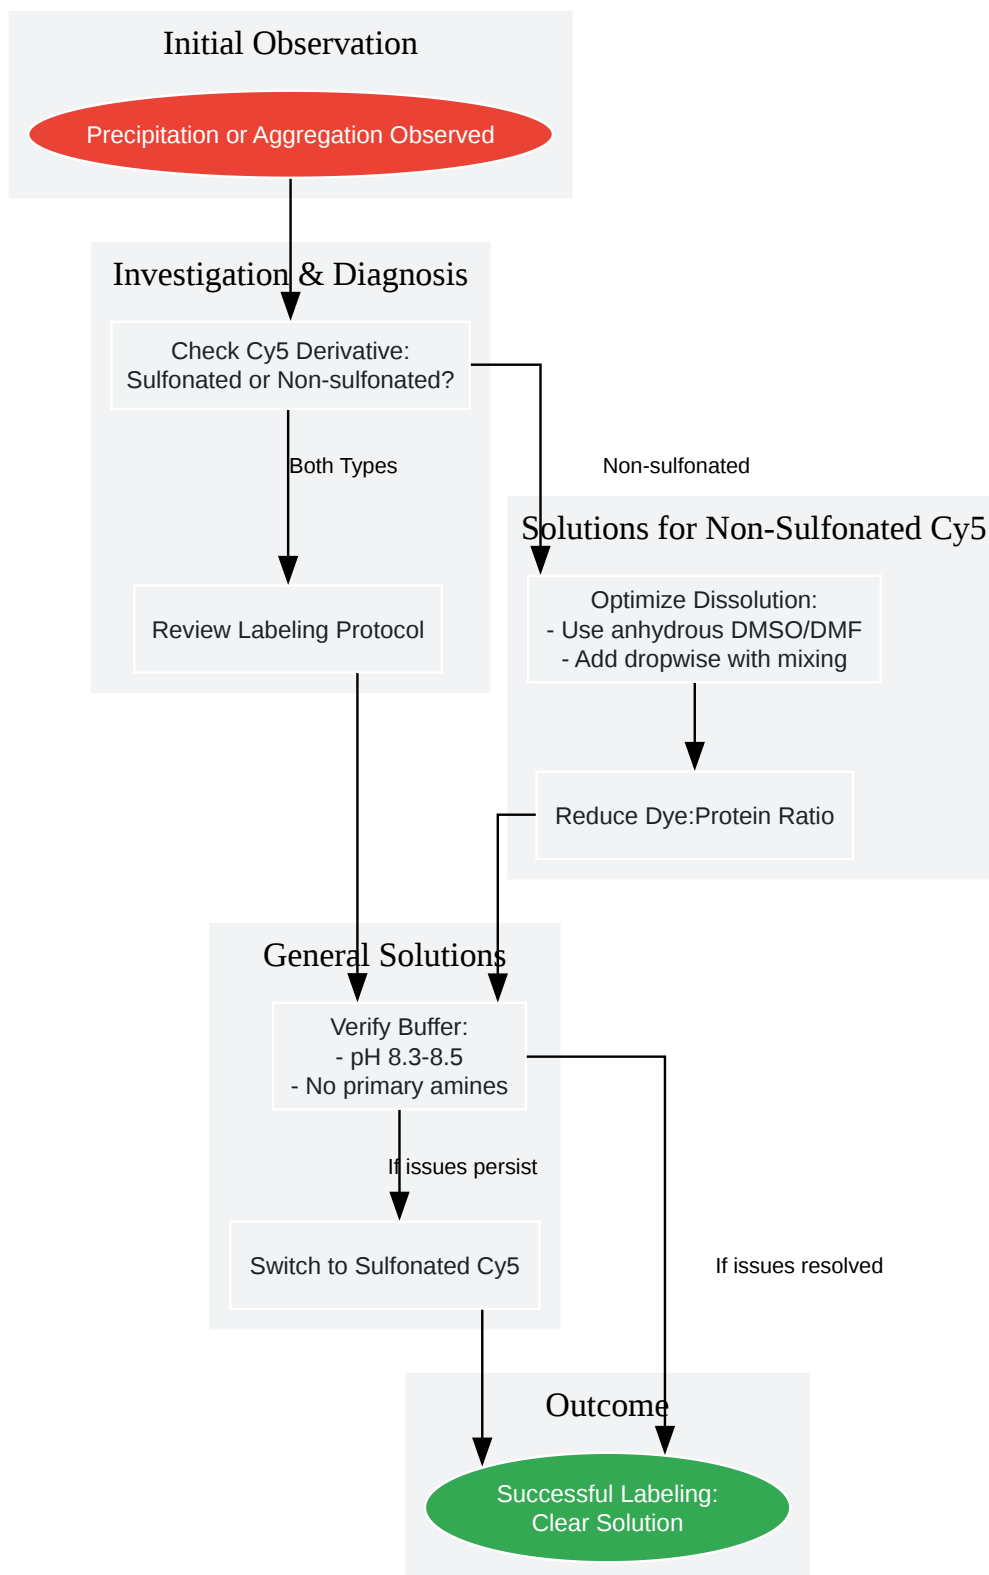 Initial Observation
Precipitation or Aggregation Observed
Investigation & Diagnosis
Check Cy5 Derivative:
Sulfonated or Non-sulfonated?
Both Types
Non-sulfonated
Solutions for Non-Sulfonated Cy5
Optimize Dissolution:
- Use anhydrous DMSO/DMF
- Add dropwise with mixing
Review Labeling Protocol
Reduce Dye:Protein Ratio
General Solutions
Verify Buffer:
- pH 8.3-8.5
- No primary amines
If issues persist
Switch to Sulfonated Cy5
If issues resolved
Outcome
Successful Labeling:
Clear Solution